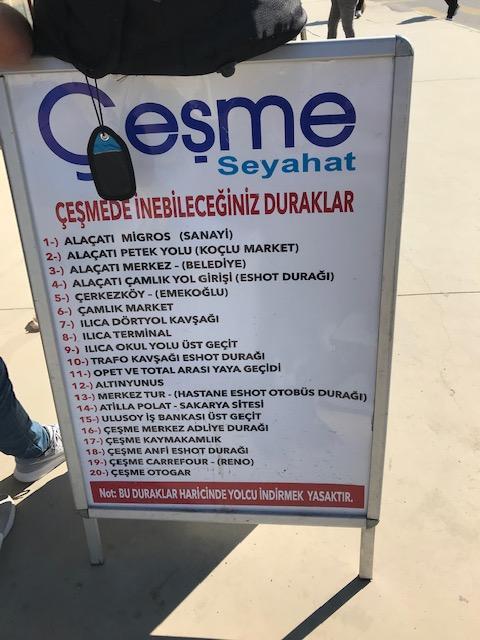 Çeşme
Seyahat
ÇEŞMEDE İNEBİLECEĞİNİZ DURAKLAR
1-) ALAÇATI MİGROS (SANAYİ)
2-) ALAÇATI PETEK YOLU (KOÇLU MARKET)
3-) ALAÇATI MERKEZ - (BELEDİYE)
4-) ALAÇATI ÇAMLIK YOL GİRİŞİ (ESHOT DURAĞI)
5-) ÇERKEZKÖY - (EMEKOĞLU)
6-) ÇAMLIK MARKET
7-) ILICA DÖRTYOL KAVŞAĞI
8-) ILICA TERMINAL
9-) ILICA OKUL YOLU ÜST GEÇİT
10-) TRAFO KAVŞAĞI ESHOT DURAĞI
11-) OPET VE TOTAL ARASI YAYA GEÇİDİ
12-) ALTINYUNUS
13-) MERKEZ TUR - (HASTANE ESHOT OTOBÜS DURAĞI)
14-) ATİLLA POLAT - SAKARYA SİTESİ
15-) ULUSOY İŞ BANKASI ÜST GEÇİT
16-) ÇEŞME MERKEZ ADLİYE DURAĞI
17-) ÇEŞME KAYMAKAMLIK
18-) ÇEŞME ANFİ ESHOT DURAĞI
19-) ÇEŞME CARREFOUR - (RENO)
20-) ÇEŞME OTOGAR
Not: BU DURAKLAR HARİCİNDE YOLCU İNDİRMEK YASAKTIR.